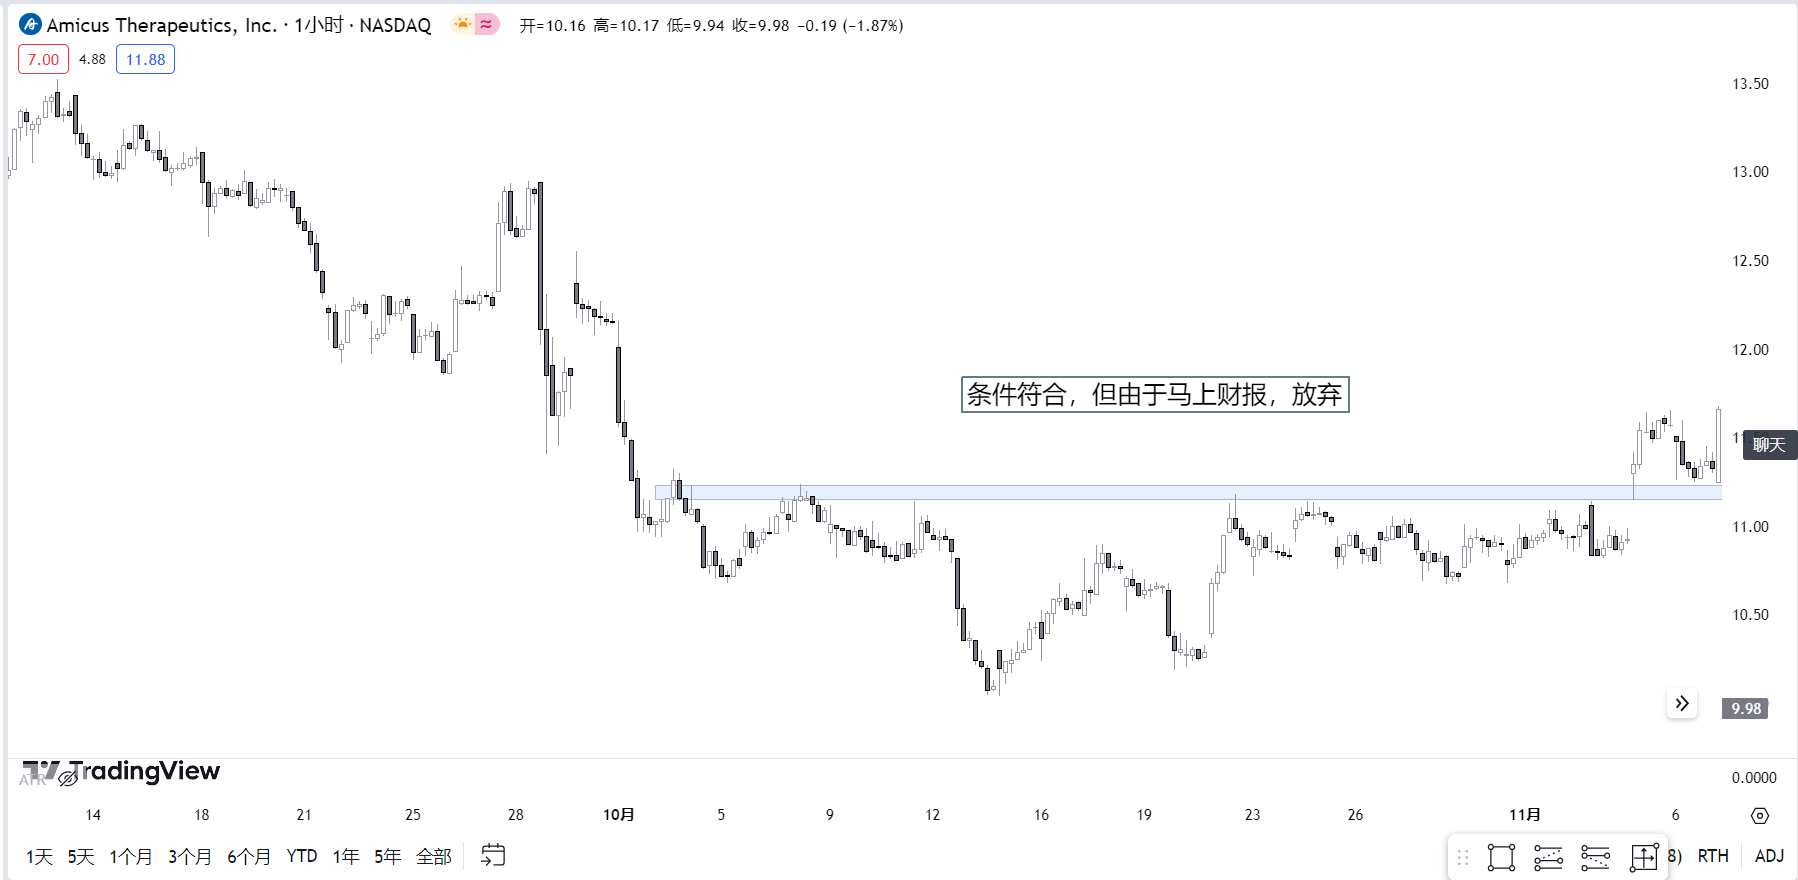 Amicus Therapeutics, Inc. · 1小时 · NASDAQ
开=10.16 高=10.17 低=9.94 收=9.98 −0.19 (−1.87%)
7.00 4.88 11.88
13.50
13.00
12.50
12.00
条件符合，但由于马上财报，放弃
聊天
11.00
10.50
9.98
TradingView
ATR
0.0000
14 18 21 25 28 10月 5 9 12 16 19 23 26 11月 6
1天 5天 1个月 3个月 6个月 YTD 1年 5年 全部
8) RTH ADJ